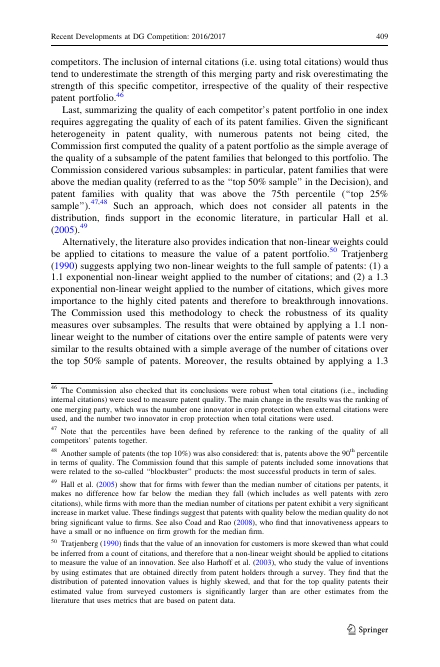 Recent Developments at DG Competition: 2016/2017 409
competitors. The inclusion of internal citations (i.e. using total citations) would thus
tend to underestimate the strength of this merging party and risk overestimating the
strength of this specific competitor, irrespective of the quality of their respective
patent portfolio.46
Last, summarizing the quality of each competitor's patent portfolio in one index
requires aggregating the quality of each of its patent families. Given the significant
heterogeneity in patent quality, with numerous patents not being cited, the
Commission first computed the quality of a patent portfolio as the simple average of
the quality of a subsample of the patent families that belonged to this portfolio. The
Commission considered various subsamples: in particular, patent families that were
above the median quality (referred to as the "top 50% sample" in the Decision), and
patent families with quality that was above the 75th percentile ("top 25%
sample").47,48 Such an approach, which does not consider all patents in the
distribution, finds support in the economic literature, in particular Hall et al.
(2005).49
Alternatively, the literature also provides indication that non-linear weights could
be applied to citations to measure the value of a patent portfolio.50 Tratjenberg
(1990) suggests applying two non-linear weights to the full sample of patents: (1) a
1.1 exponential non-linear weight applied to the number of citations; and (2) a 1.3
exponential non-linear weight applied to the number of citations, which gives more
importance to the highly cited patents and therefore to breakthrough innovations.
The Commission used this methodology to check the robustness of its quality
measures over subsamples. The results that were obtained by applying a 1.1 non-
linear weight to the number of citations over the entire sample of patents were very
similar to the results obtained with a simple average of the number of citations over
the top 50% sample of patents. Moreover, the results obtained by applying a 1.3
46 The Commission also checked that its conclusions were robust when total citations (i.e., including
internal citations) were used to measure patent quality. The main change in the results was the ranking of
one merging party, which was the number one innovator in crop protection when external citations were
used, and the number two innovator in crop protection when total citations were used.
47 Note that the percentiles have been defined by reference to the ranking of the quality of all
competitors' patents together.
48 Another sample of patents (the top 10%) was also considered: that is, patents above the 90th percentile
in terms of quality. The Commission found that this sample of patents included some innovations that
were related to the so-called "blockbuster" products: the most successful products in term of sales.
49 Hall et al. (2005) show that for firms with fewer than the median number of citations per patents, it
makes no difference how far below the median they fall (which includes as well patents with zero
citations), while firms with more than the median number of citations per patent exhibit a very significant
increase in market value. These findings suggest that patents with quality below the median quality do not
bring significant value to firms. See also Coad and Rao (2008), who find that innovativeness appears to
have a small or no influence on firm growth for the median firm.
50 Tratjenberg (1990) finds that the value of an innovation for customers is more skewed than what could
be inferred from a count of citations, and therefore that a non-linear weight should be applied to citations
to measure the value of an innovation. See also Harhoff et al. (2003), who study the value of inventions
by using estimates that are obtained directly from patent holders through a survey. They find that the
distribution of patented innovation values is highly skewed, and that for the top quality patents their
estimated value from surveyed customers is significantly larger than are other estimates from the
literature that uses metrics that are based on patent data.
Springer